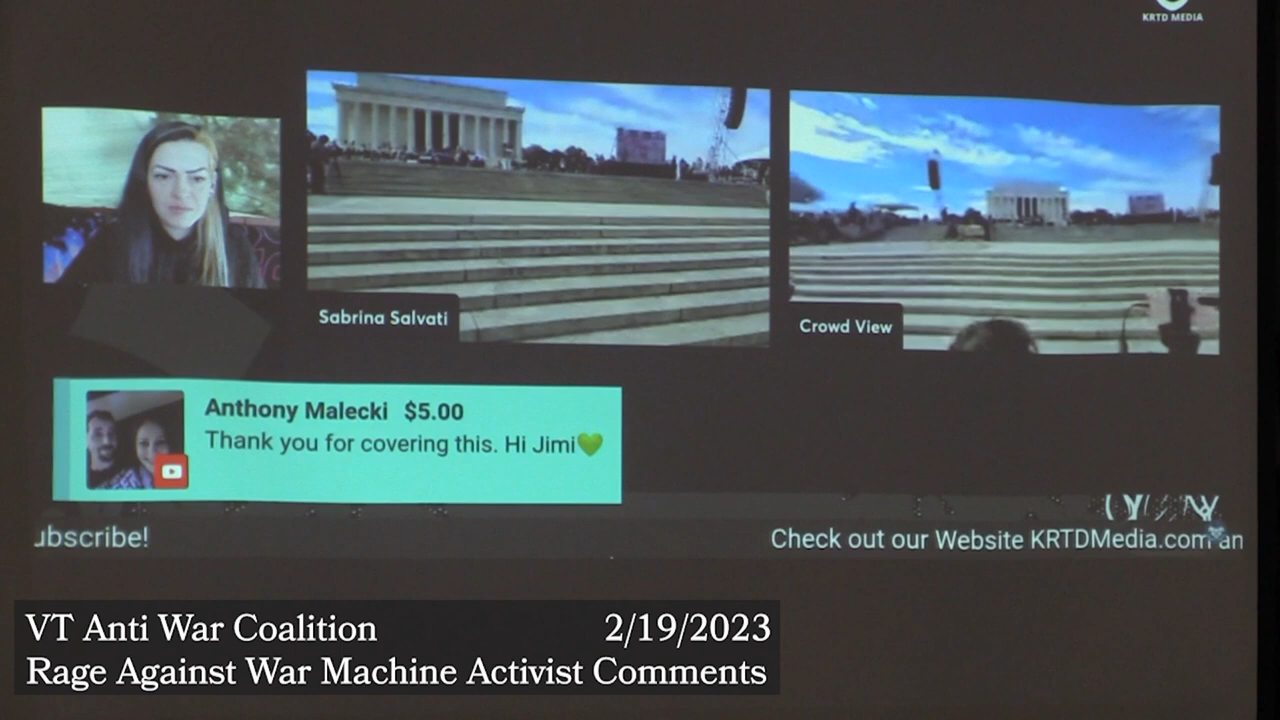 KRTD MEDIA
Sabrina Salvati
Crowd View
Anthony Malecki $5.00
Thank you for covering this. Hi Jimi💚
ubscribe!
Check out our Website KRTDMedia.com an
VT Anti War Coalition 2/19/2023
Rage Against War Machine Activist Comments